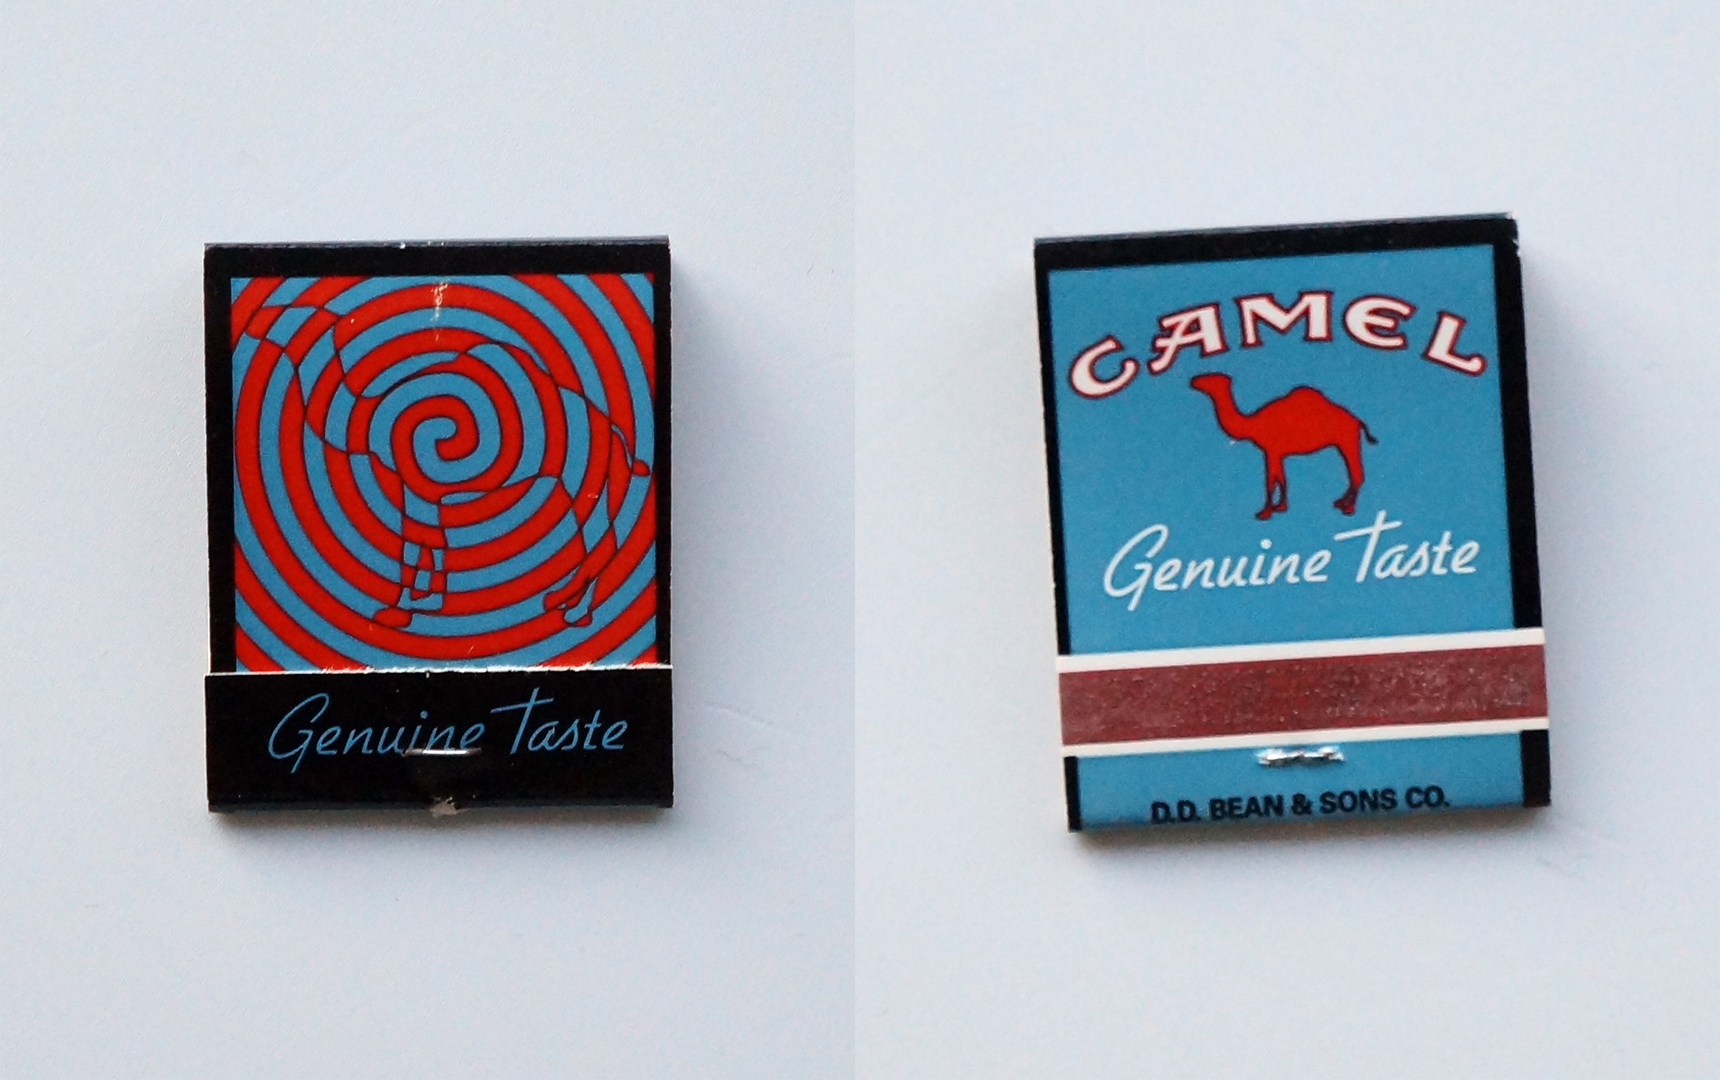 Genuine Taste
CAMEL
Genuine Taste
D.D. BEAN & SONS CO.